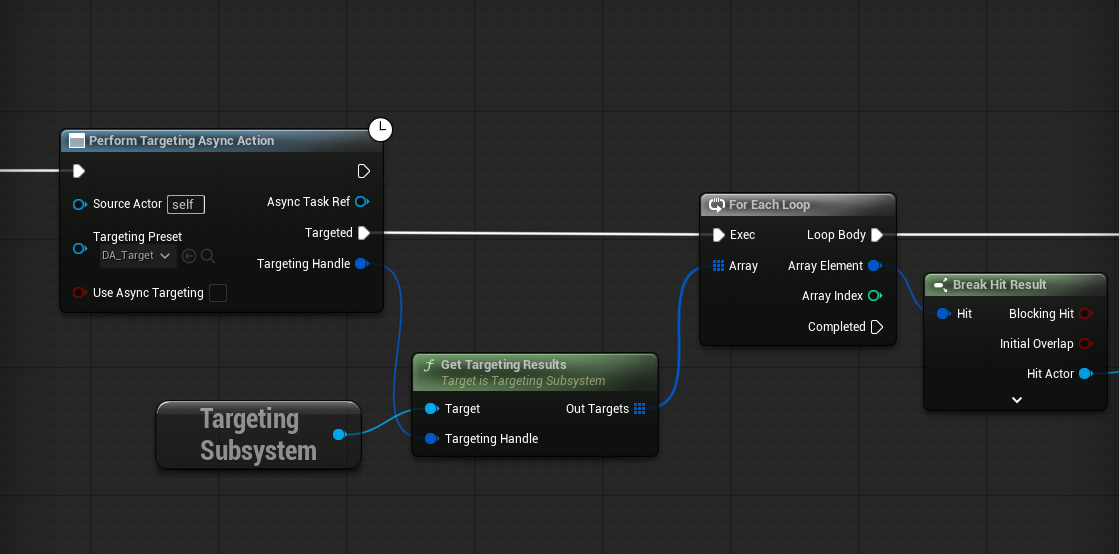 Perform Targeting Async Action
Source Actor self
Async Task Ref
Targeting Preset
DA_Target
Targeted
Targeting Handle
Use Async Targeting
For Each Loop
Exec
Loop Body
Array
Array Element
Array Index
Completed
Break Hit Result
Hit
Blocking Hit
Initial Overlap
Hit Actor
Get Targeting Results
Target is Targeting Subsystem
Target
Out Targets
Targeting Handle
Targeting
Subsystem